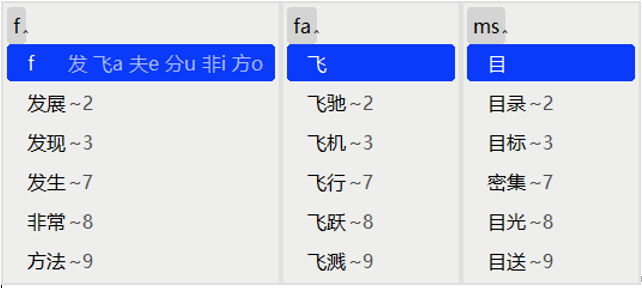 f‸
f 发 飞a 夫e 分u 非i 方o
发展~2
发现~3
发生~7
非常~8
方法~9
fa‸
飞
飞驰~2
飞机~3
飞行~7
飞跃~8
飞溅~9
ms‸
目
目录~2
目标~3
密集~7
目光~8
目送~9